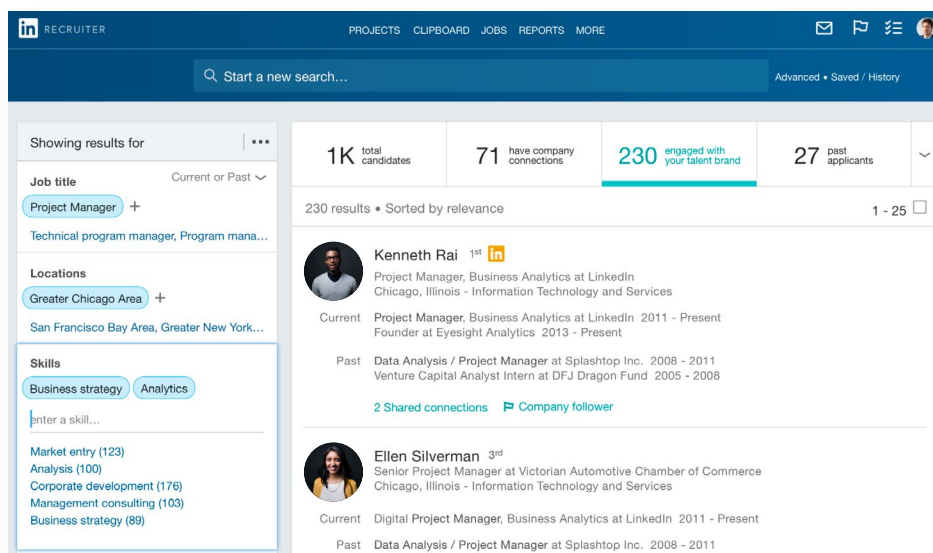 in RECRUITER
PROJECTS CLIPBOARD JOBS REPORTS MORE
Start a new search...
Advanced • Saved / History
Showing results for
Job title
Current or Past
Project Manager +
Technical program manager, Program mana...
Locations
Greater Chicago Area +
San Francisco Bay Area, Greater New York...
Skills
Business strategy Analytics
enter a skill...
Market entry (123)
Analysis (100)
Corporate development (176)
Management consulting (103)
Business strategy (89)
1K total candidates
71 have company connections
230 engaged with your talent brand
27 past applicants
230 results • Sorted by relevance
1 - 25
Kenneth Rai 1st in
Project Manager, Business Analytics at LinkedIn
Chicago, Illinois - Information Technology and Services
Current Project Manager, Business Analytics at LinkedIn 2011 - Present
Founder at Eyesight Analytics 2013 - Present
Past Data Analysis / Project Manager at Splashtop Inc. 2008 - 2011
Venture Capital Analyst Intern at DFJ Dragon Fund 2005 - 2008
2 Shared connections Company follower
Ellen Silverman 3rd
Senior Project Manager at Victorian Automotive Chamber of Commerce
Chicago, Illinois - Information Technology and Services
Current Digital Project Manager, Business Analytics at LinkedIn 2011 - Present
Past Data Analysis / Project Manager at Splashtop Inc. 2008 - 2011